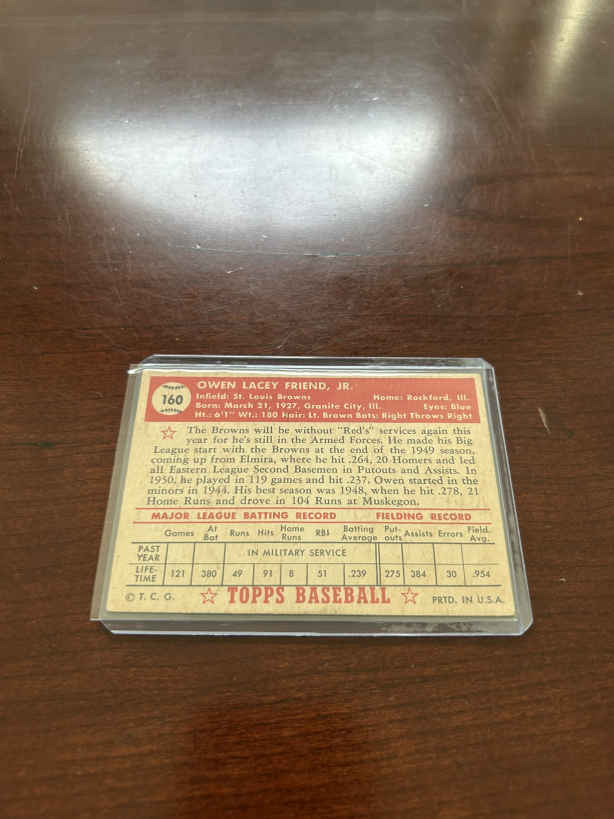 160
OWEN LACEY FRIEND, JR.
Infield: St. Louis Browns Home: Rockford, Ill.
Born: March 21, 1927, Granite City, Ill. Eyes: Blue
Ht.: 6'1" Wt.: 180 Hair: Lt. Brown Bats: Right Throws Right
The Browns will be without "Red's" services again this
year for he's still in the Armed Forces. He made his Big
League start with the Browns at the end of the 1949 season,
coming up from Elmira, where he hit .264, 20 Homers and led
all Eastern League Second Basemen in Putouts and Assists. In
1950, he played in 119 games and hit .237. Owen started in the
minors in 1944. His best season was 1948, when he hit .278, 21
Home Runs and drove in 104 Runs at Muskegon.
MAJOR LEAGUE BATTING RECORD FIELDING RECORD
Games At Bat Runs Hits Home Runs RBI Batting Average Put-outs Assists Errors Field. Avg.
PAST YEAR IN MILITARY SERVICE
LIFE-TIME 121 380 49 91 8 51 .239 275 384 30 .954
© T. C. G. TOPPS BASEBALL PRTD. IN U.S.A.